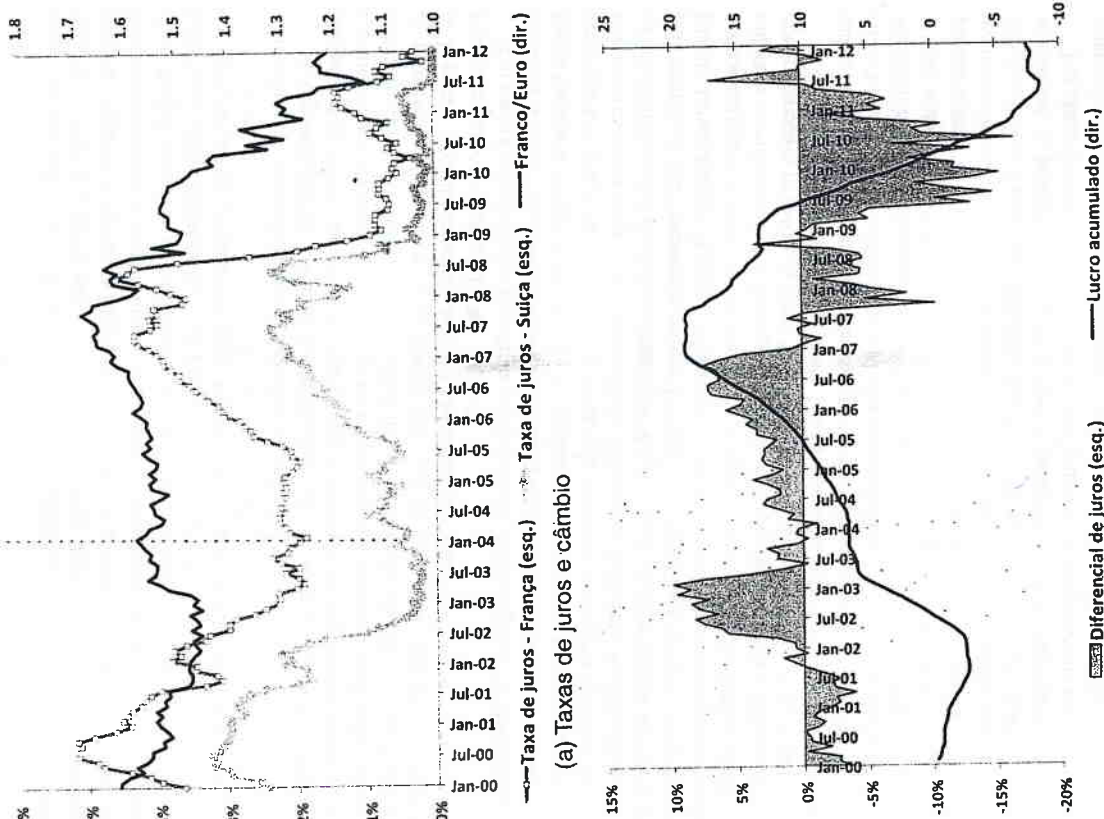 1.8
1.7
1.6
1.5
1.4
1.3
1.2
1.1
1.0
Jan-00
Jul-00
Jan-01
Jul-01
Jan-02
Jul-02
Jan-03
Jul-03
Jan-04
Jul-04
Jan-05
Jul-05
Jan-06
Jul-06
Jan-07
Jul-07
Jan-08
Jul-08
Jan-09
Jul-09
Jan-10
Jul-10
Jan-11
Jul-11
Jan-12
Taxa de juros - França (esq.) Taxa de juros - Suiça (esq.) Franco/Euro (dir.)
(a) Taxas de juros e câmbio
15%
10%
5%
0%
-5%
-10%
-15%
-20%
25
20
15
10
5
0
-5
-10
Jan-00
Jul-00
Jan-01
Jul-01
Jan-02
Jul-02
Jan-03
Jul-03
Jan-04
Jul-04
Jan-05
Jul-05
Jan-06
Jul-06
Jan-07
Jul-07
Jan-08
Jul-08
Jan-09
Jul-09
Jan-10
Jul-10
Jan-11
Jul-11
Jan-12
Diferencial de juros (esq.) Lucro acumulado (dir.)